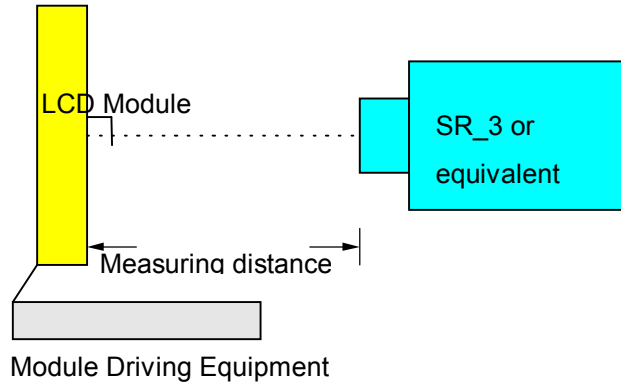 LCD Module
SR_3 or
equivalent
Measuring distance
Module Driving Equipment